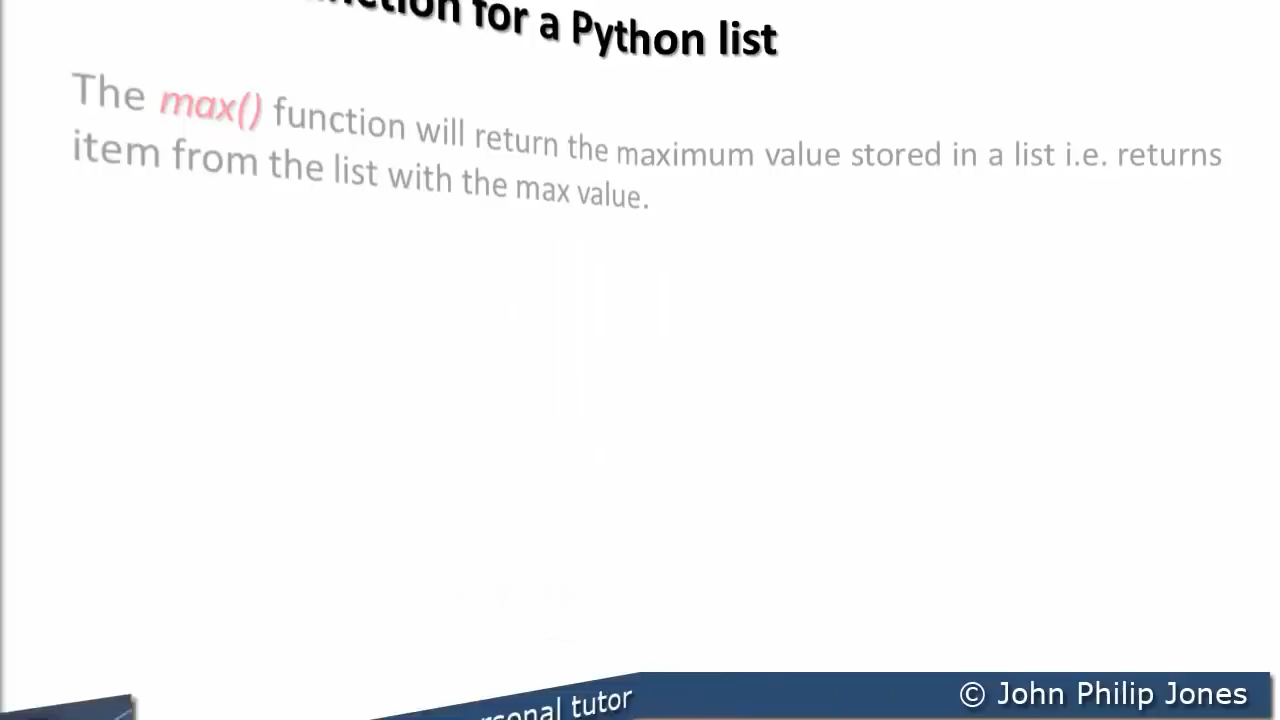 for a Python list
The max() function will return the maximum value stored in a list i.e. returns
item from the list with the max value.
tutor
© John Philip Jones